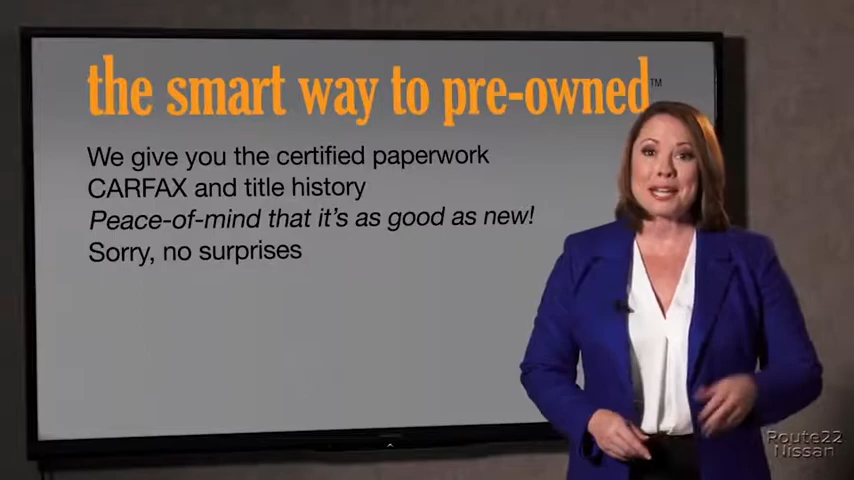 the smart way to pre-owned™
We give you the certified paperwork
CARFAX and title history
Peace-of-mind that it's as good as new!
Sorry, no surprises
Route22
Nissan